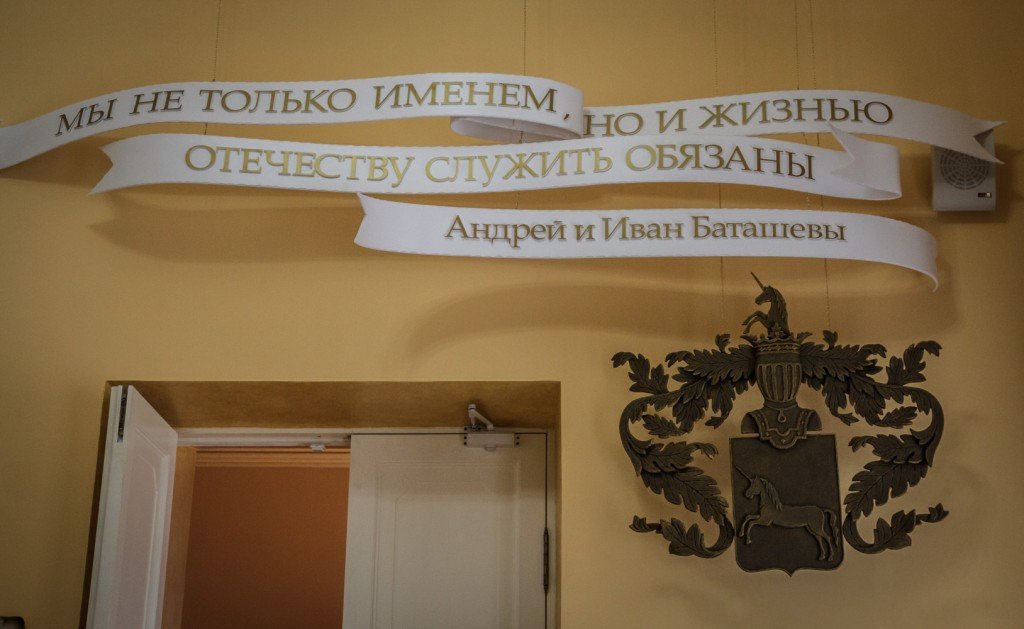 МЫ НЕ ТОЛЬКО ИМЕНЕМ, НО И ЖИЗНЬЮ
ОТЕЧЕСТВУ СЛУЖИТЬ ОБЯЗАНЫ
Андрей и Иван Баташевы